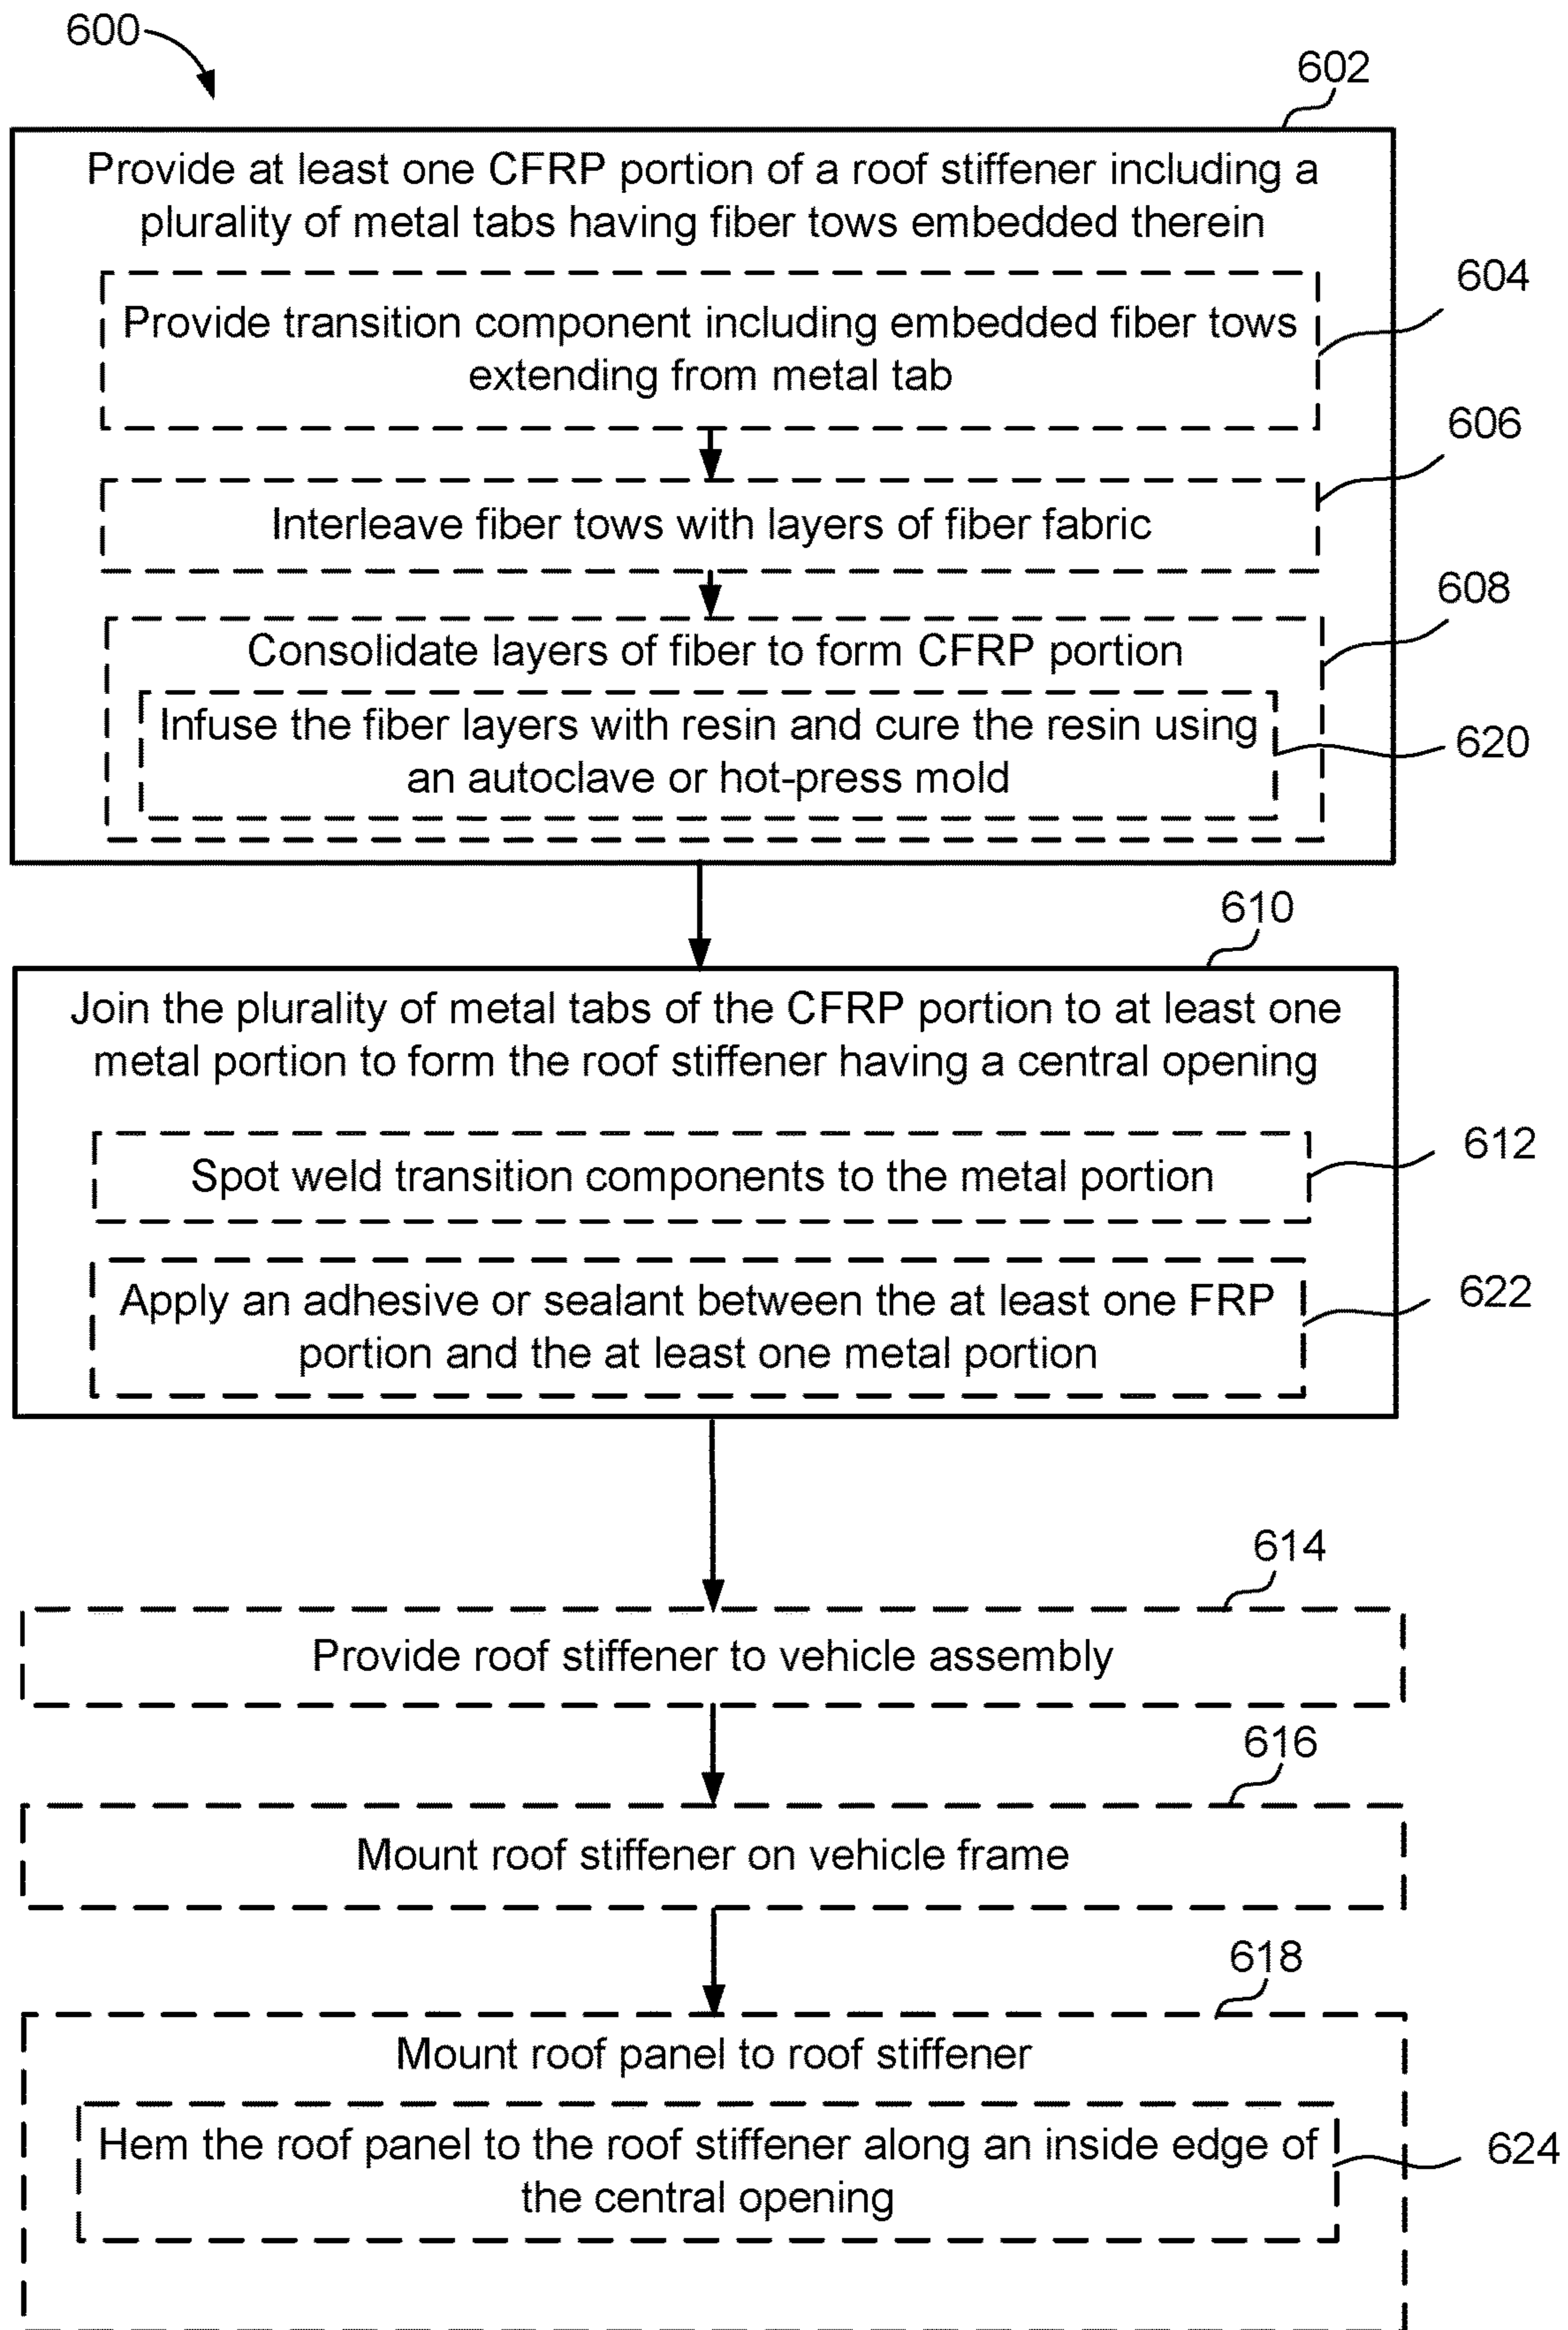 600
602
Provide at least one CFRP portion of a roof stiffener including a
plurality of metal tabs having fiber tows embedded therein
604
Provide transition component including embedded fiber tows
extending from metal tab
606
Interleave fiber tows with layers of fiber fabric
608
Consolidate layers of fiber to form CFRP portion
Infuse the fiber layers with resin and cure the resin using
an autoclave or hot-press mold
620
610
Join the plurality of metal tabs of the CFRP portion to at least one
metal portion to form the roof stiffener having a central opening
612
Spot weld transition components to the metal portion
622
Apply an adhesive or sealant between the at least one FRP
portion and the at least one metal portion
614
Provide roof stiffener to vehicle assembly
616
Mount roof stiffener on vehicle frame
618
Mount roof panel to roof stiffener
Hem the roof panel to the roof stiffener along an inside edge of
the central opening
624